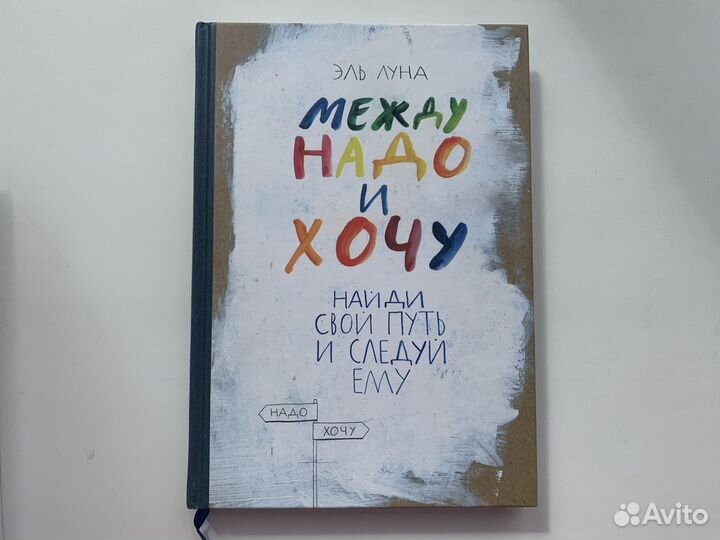 ЭЛЬ ЛУНА
МЕЖДУ
НАДО
И
ХОЧУ
НАЙДИ
СВОЙ ПУТЬ
И СЛЕДУЙ
ЕМУ
НАДО
ХОЧУ
Avito